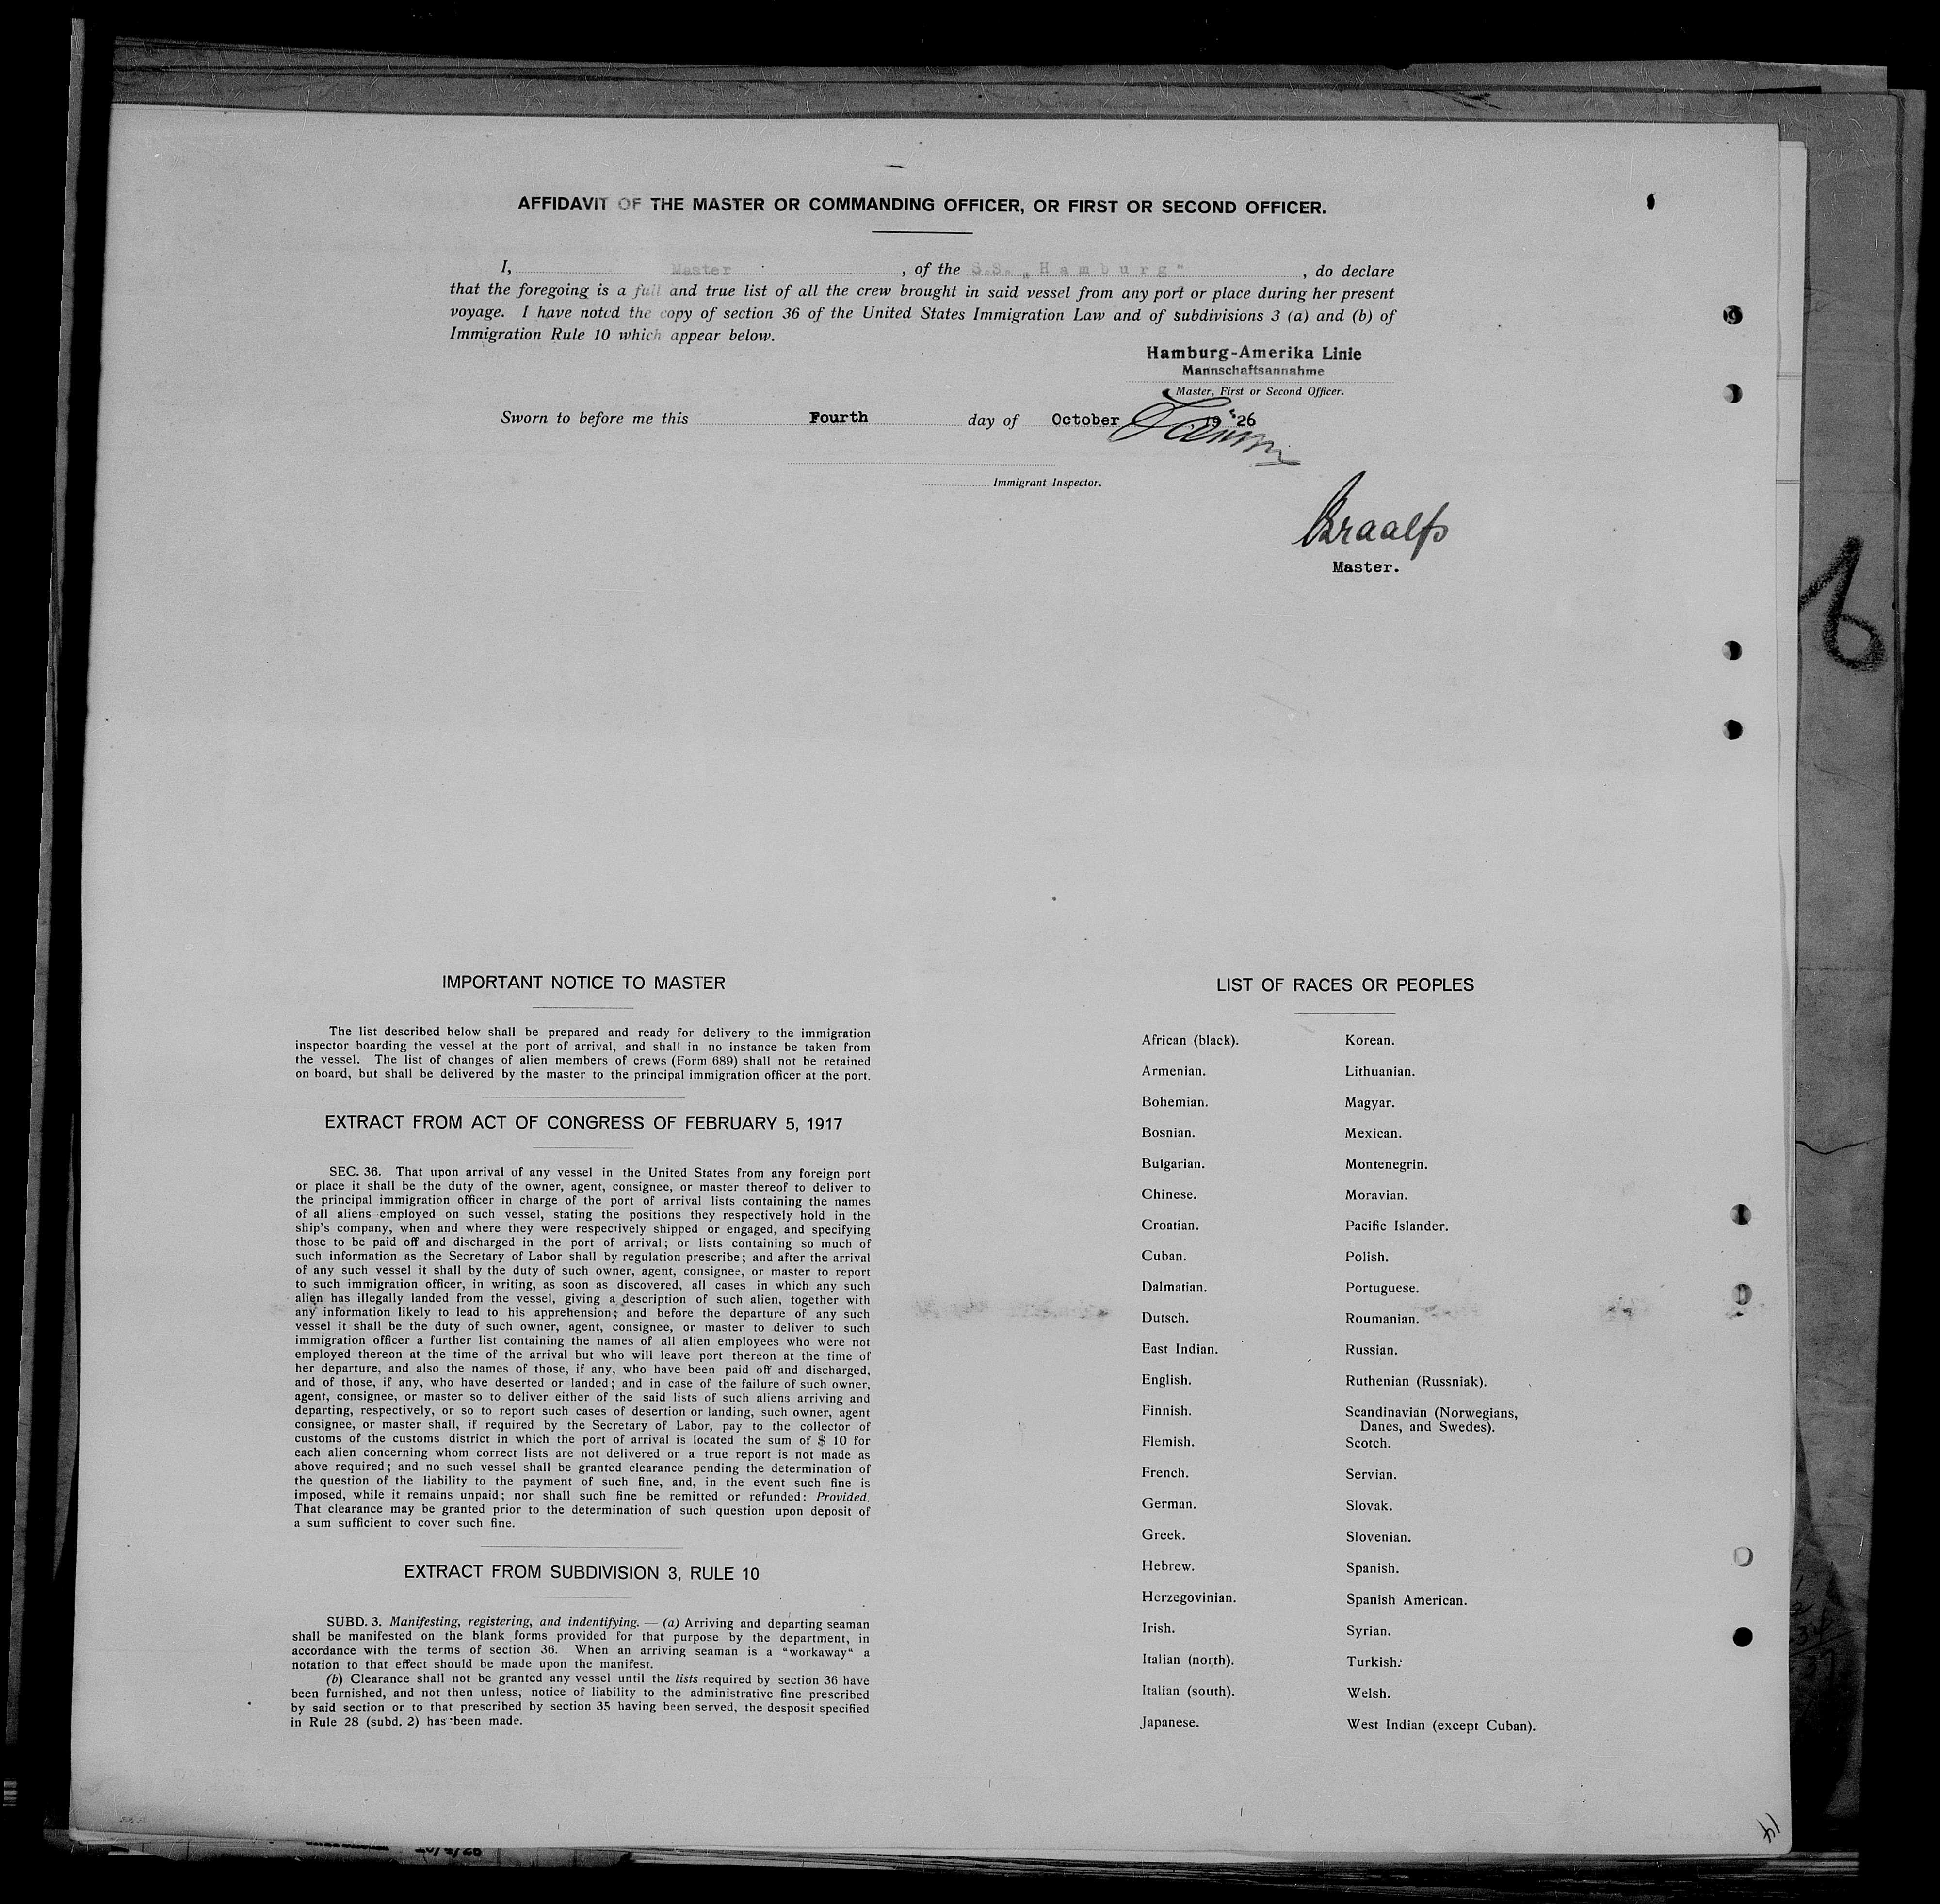 AFFIDAVIT OF THE MASTER OR COMMANDING OFFICER, OR FIRST OR SECOND OFFICER.
I, Master, of the S.S. „Hamburg“, do declare
that the foregoing is a full and true list of all the crew brought in said vessel from any port or place during her present
voyage. I have noted the copy of section 36 of the United States Immigration Law and of subdivisions 3 (a) and (b) of
Immigration Rule 10 which appear below.
Hamburg-Amerika Linie
Mannschaftsannahme
Master, First or Second Officer.
Sworn to before me this Fourth day of October, 19 26
Immigrant Inspector.
Braalfs
Master.
6
IMPORTANT NOTICE TO MASTER
The list described below shall be prepared and ready for delivery to the immigration
inspector boarding the vessel at the port of arrival, and shall in no instance be taken from
the vessel. The list of changes of alien members of crews (Form 689) shall not be retained
on board, but shall be delivered by the master to the principal immigration officer at the port.
EXTRACT FROM ACT OF CONGRESS OF FEBRUARY 5, 1917
SEC. 36. That upon arrival of any vessel in the United States from any foreign port
or place it shall be the duty of the owner, agent, consignee, or master thereof to deliver to
the principal immigration officer in charge of the port of arrival lists containing the names
of all aliens employed on such vessel, stating the positions they respectively hold in the
ship's company, when and where they were respectively shipped or engaged, and specifying
those to be paid off and discharged in the port of arrival; or lists containing so much of
such information as the Secretary of Labor shall by regulation prescribe; and after the arrival
of any such vessel it shall by the duty of such owner, agent, consignee, or master to report
to such immigration officer, in writing, as soon as discovered, all cases in which any such
alien has illegally landed from the vessel, giving a description of such alien, together with
any information likely to lead to his apprehension; and before the departure of any such
vessel it shall be the duty of such owner, agent, consignee, or master to deliver to such
immigration officer a further list containing the names of all alien employees who were not
employed thereon at the time of the arrival but who will leave port thereon at the time of
her departure, and also the names of those, if any, who have been paid off and discharged,
and of those, if any, who have deserted or landed; and in case of the failure of such owner,
agent, consignee, or master so to deliver either of the said lists of such aliens arriving and
departing, respectively, or so to report such cases of desertion or landing, such owner, agent
consignee, or master shall, if required by the Secretary of Labor, pay to the collector of
customs of the customs district in which the port of arrival is located the sum of $ 10 for
each alien concerning whom correct lists are not delivered or a true report is not made as
above required; and no such vessel shall be granted clearance pending the determination of
the question of the liability to the payment of such fine, and, in the event such fine is
imposed, while it remains unpaid; nor shall such fine be remitted or refunded: Provided.
That clearance may be granted prior to the determination of such question upon deposit of
a sum sufficient to cover such fine.
EXTRACT FROM SUBDIVISION 3, RULE 10
SUBD. 3. Manifesting, registering, and indentifying. — (a) Arriving and departing seaman
shall be manifested on the blank forms provided for that purpose by the department, in
accordance with the terms of section 36. When an arriving seaman is a “workaway“ a
notation to that effect should be made upon the manifest.
(b) Clearance shall not be granted any vessel until the lists required by section 36 have
been furnished, and not then unless, notice of liability to the administrative fine prescribed
by said section or to that prescribed by section 35 having been served, the desposit specified
in Rule 28 (subd. 2) has been made.
LIST OF RACES OR PEOPLES
African (black).
Armenian.
Bohemian.
Bosnian.
Bulgarian.
Chinese.
Croatian.
Cuban.
Dalmatian.
Dutsch.
East Indian.
English.
Finnish.
Flemish.
French.
German.
Greek.
Hebrew.
Herzegovinian.
Irish.
Italian (north).
Italian (south).
Japanese.
Korean.
Lithuanian.
Magyar.
Mexican.
Montenegrin.
Moravian.
Pacific Islander.
Polish.
Portuguese.
Roumanian.
Russian.
Ruthenian (Russniak).
Scandinavian (Norwegians,
Danes, and Swedes).
Scotch.
Servian.
Slovak.
Slovenian.
Spanish.
Spanish American.
Syrian.
Turkish.
Welsh.
West Indian (except Cuban).
14